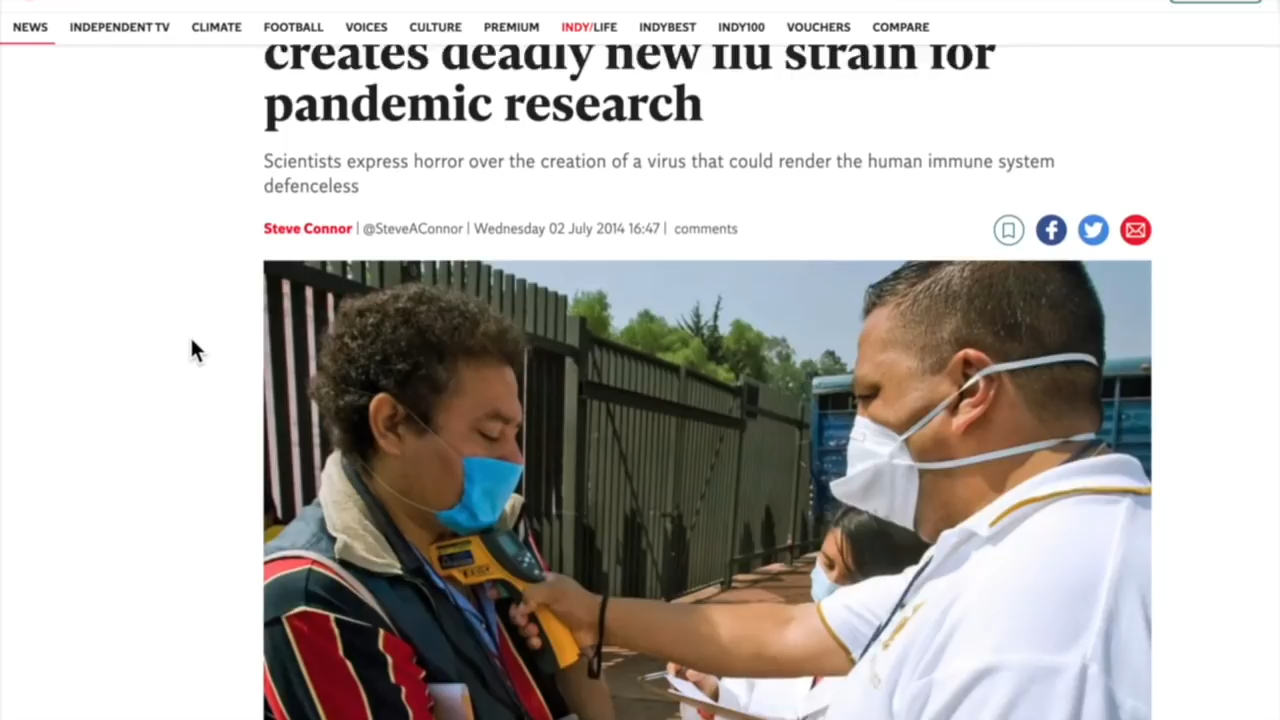 NEWS INDEPENDENT TV CLIMATE FOOTBALL VOICES CULTURE PREMIUM INDY/LIFE INDYBEST INDY100 VOUCHERS COMPARE
creates deadly new flu strain for
pandemic research
Scientists express horror over the creation of a virus that could render the human immune system
defenceless
Steve Connor | @SteveAConnor | Wednesday 02 July 2014 16:47 | comments